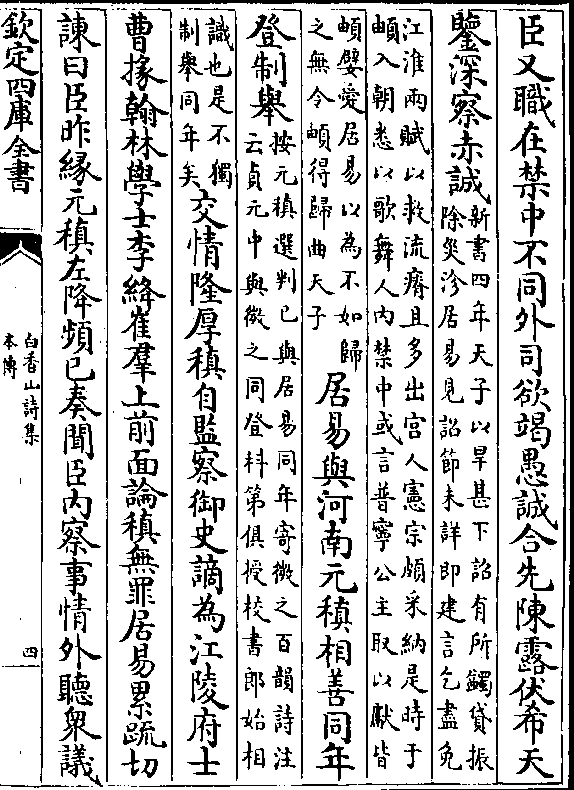 臣又職在禁中不同外司欲竭愚誠合先陳露伏希天
鑒深察赤誠
新書四年天子以旱甚下詔有所蠲貸振
除災沴居易見詔節未詳即建言乞盡免
江淮兩賦以救流瘠且多出宮人憲宗頗采納是時于
頔入朝悉以歌舞人內禁中或言普寧公主取以獻皆
頔嬖愛居易以為不如歸
之無令頔得歸曲天子
居易與河南元稹相善同年
登制舉
按元稹選判已與居易同年寄微之百韻詩注
云貞元中與微之同登科第俱授校書郎始相
識也是不獨
制舉同年矣
交情隆厚稹自監察御史謫為江陵府士
曹掾翰林學士李絳崔羣上前面論稹無罪居易累疏切
諫曰臣昨緣元稹左降頻已奏聞臣內察事情外聽衆議
欽定四庫全書
白香山詩集
本傳
四